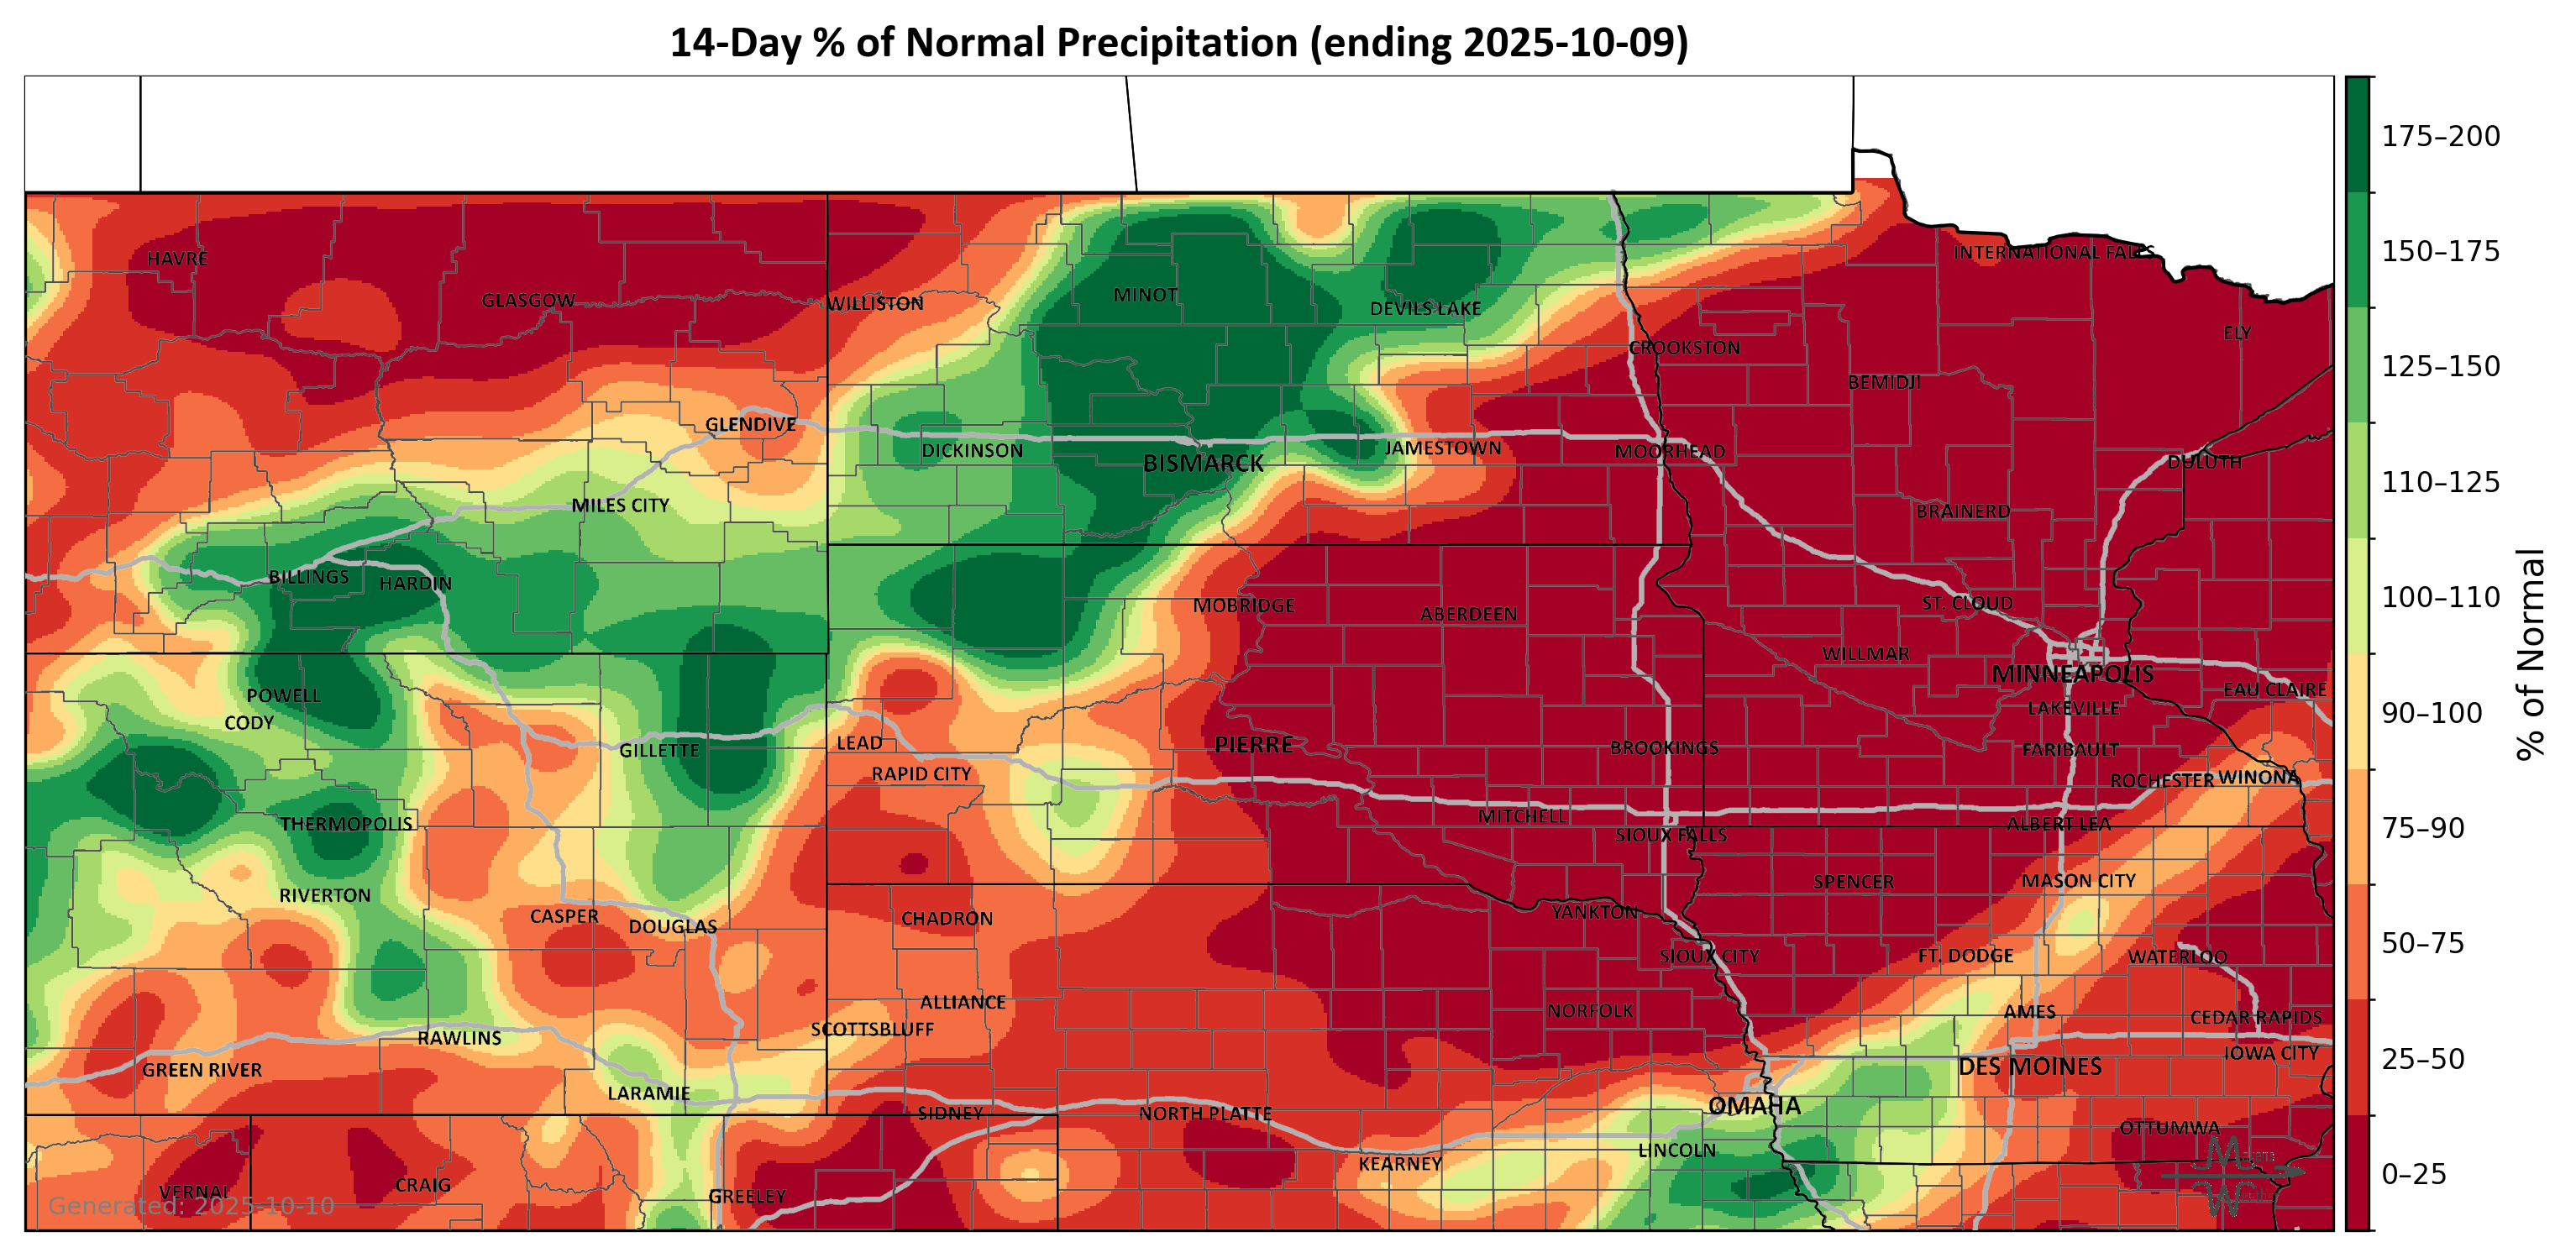 14-Day % of Normal Precipitation (ending 2025-10-09)
HAVRE
GLASGOW
WILLISTON
MINOT
DEVILS LAKE
INTERNATIONAL FALLS
ELY
CROOKSTON
BEMIDJI
GLENDIVE
DICKINSON
BISMARCK
JAMESTOWN
MOORHEAD
DULUTH
MILES CITY
BRAINERD
BILLINGS
HARDIN
MOBRIDGE
ABERDEEN
ST. CLOUD
WILLMAR
MINNEAPOLIS
EAU CLAIRE
POWELL
CODY
LAKEVILLE
GILLETTE
LEAD
RAPID CITY
PIERRE
BROOKINGS
FARIBAULT
ROCHESTER
WINONA
THERMOPOLIS
MITCHELL
SIOUX FALLS
ALBERT LEA
RIVERTON
SPENCER
MASON CITY
CASPER
DOUGLAS
CHADRON
YANKTON
SIOUX CITY
FT. DODGE
WATERLOO
ALLIANCE
NORFOLK
AMES
CEDAR RAPIDS
SCOTTSBLUFF
RAWLINS
IOWA CITY
GREEN RIVER
DES MOINES
LARAMIE
SIDNEY
NORTH PLATTE
OMAHA
OTTUMWA
LINCOLN
KEARNEY
VERNAL
CRAIG
GREELEY
Generated: 2025-10-10
175–200
150–175
125–150
110–125
100–110
90–100
75–90
50–75
25–50
0–25
% of Normal